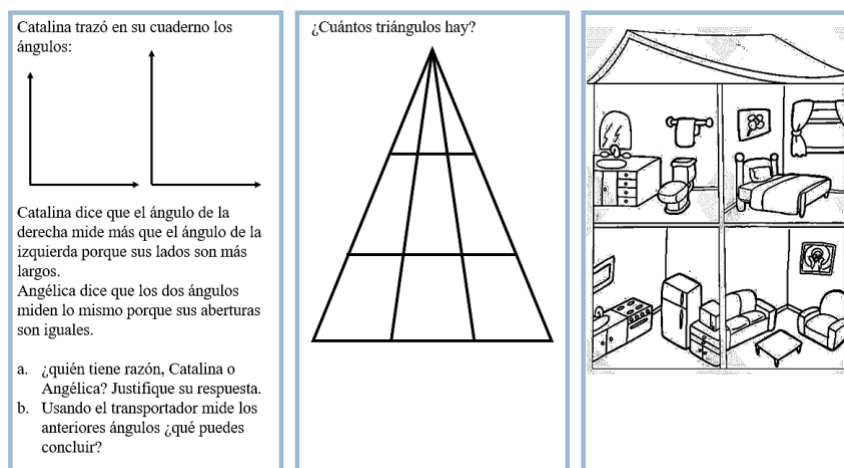 Catalina trazó en su cuaderno los
ángulos:
Catalina dice que el ángulo de la
derecha mide más que el ángulo de la
izquierda porque sus lados son más
largos.
Angélica dice que los dos ángulos
miden lo mismo porque sus aberturas
son iguales.
a. ¿quién tiene razón, Catalina o
Angélica? Justifique su respuesta.
b. Usando el transportador mide los
anteriores ángulos ¿qué puedes
concluir?
¿Cuántos triángulos hay?